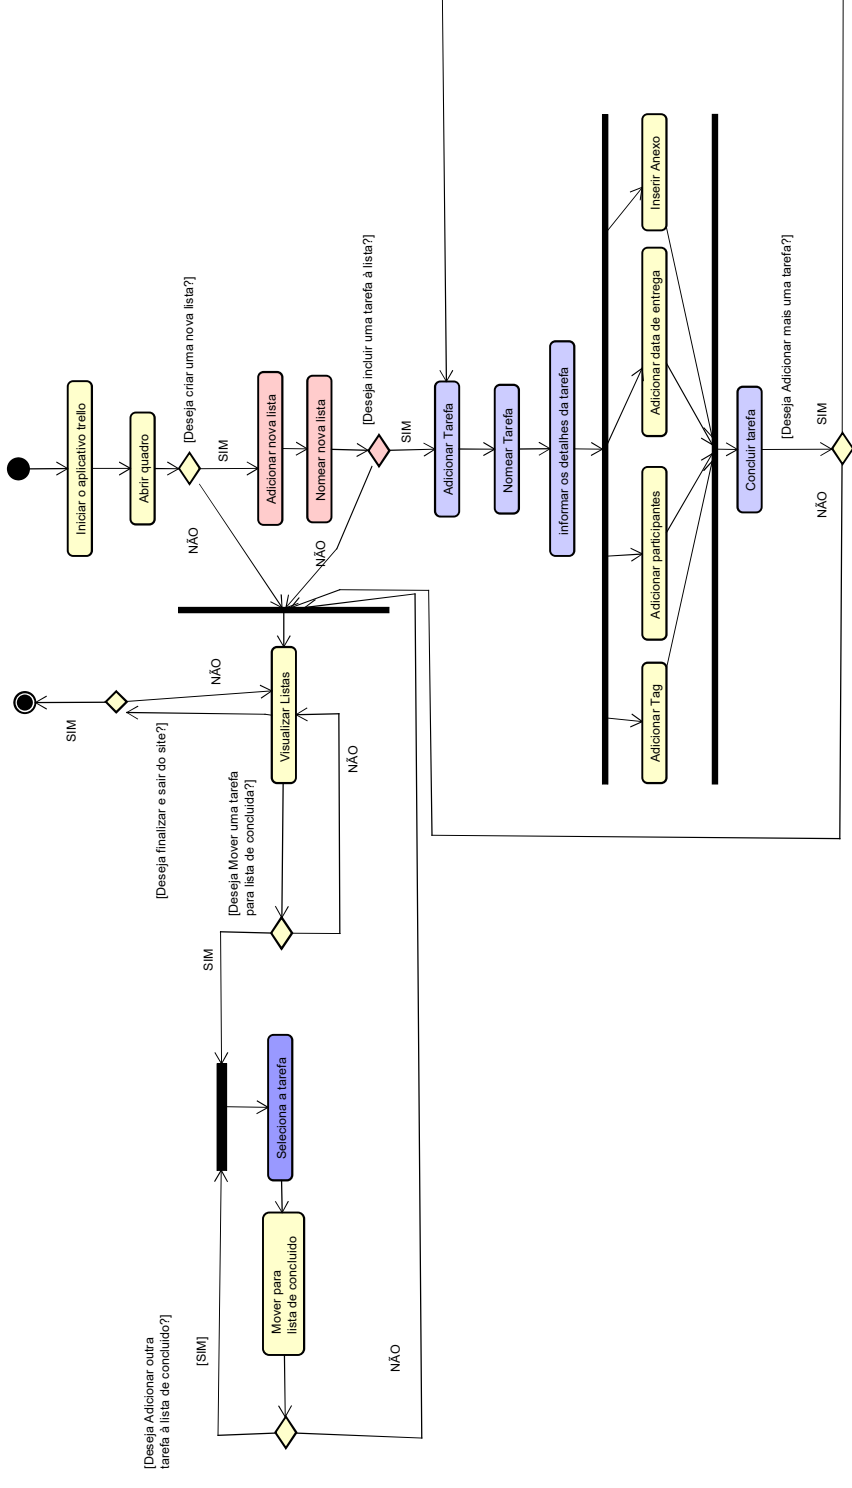 Iniciar o aplicativo trello
Abrir quadro
[Deseja criar uma nova lista?]
NÃO
SIM
Adicionar nova lista
Nomear nova lista
[Deseja incluir uma tarefa à lista?]
NÃO
SIM
Adicionar Tarefa
Nomear Tarefa
informar os detalhes da tarefa
Adicionar Tag
Adicionar participantes
Adicionar data de entrega
Inserir Anexo
Concluir tarefa
[Deseja Adicionar mais uma tarefa?]
NÃO
SIM
Visualizar Listas
[Deseja finalizar e sair do site?]
SIM
NÃO
[Deseja Mover uma tarefa
para lista de concluida?]
NÃO
SIM
Seleciona a tarefa
Mover para
lista de concluido
[Deseja Adicionar outra
tarefa à lista de concluido?]
[SIM]
NÃO